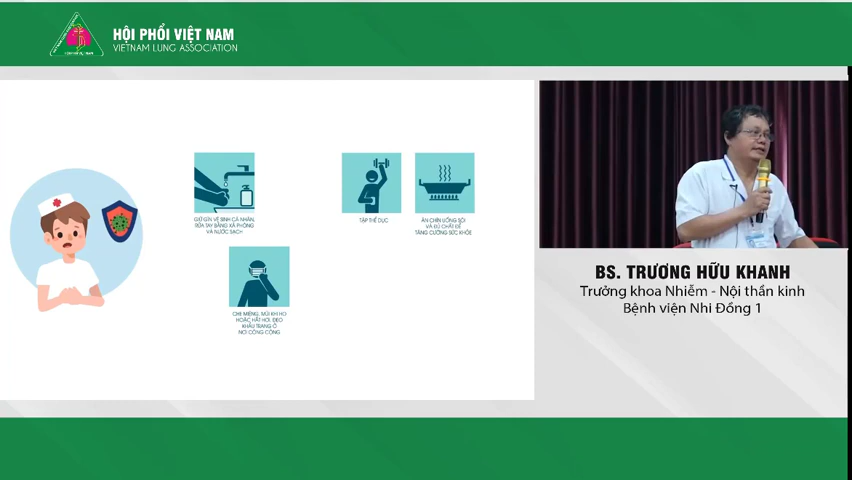 HỘI PHỔI VIỆT NAM
VIETNAM LUNG ASSOCIATION
GIỮ GÌN VỆ SINH CÁ NHÂN,
RỬA TAY BẰNG XÀ PHÒNG
VÀ NƯỚC SẠCH
TẬP THỂ DỤC
ĂN CHÍN UỐNG SÔI
VÀ ĐỦ CHẤT ĐỂ
TĂNG CƯỜNG SỨC KHỎE
CHE MIỆNG, MŨI KHI HO
HOẶC HẮT HƠI, ĐEO
KHẨU TRANG Ở
NƠI CÔNG CỘNG
BS. TRƯƠNG HỮU KHANH
Trưởng khoa Nhiễm - Nội thần kinh
Bệnh viện Nhi Đồng 1